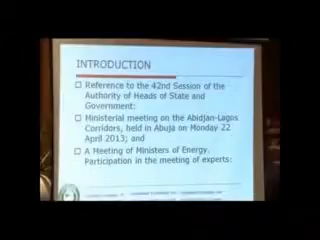 INTRODUCTION
Reference to the 42nd Session of the
Authority of Heads of State and
Government;
Ministerial meeting on the Abidjan-Lagos
Corridors, held in Abuja on Monday 22
April 2013; and
A Meeting of Ministers of Energy.
Participation in the meeting of experts: